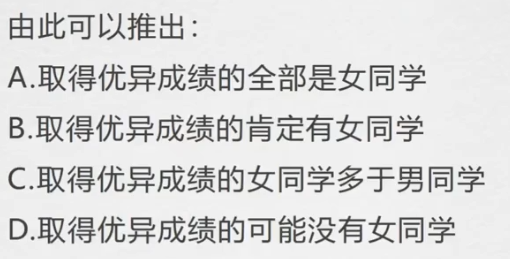 由此可以推出：
A.取得优异成绩的全部是女同学
B.取得优异成绩的肯定有女同学
C.取得优异成绩的女同学多于男同学
D.取得优异成绩的可能没有女同学